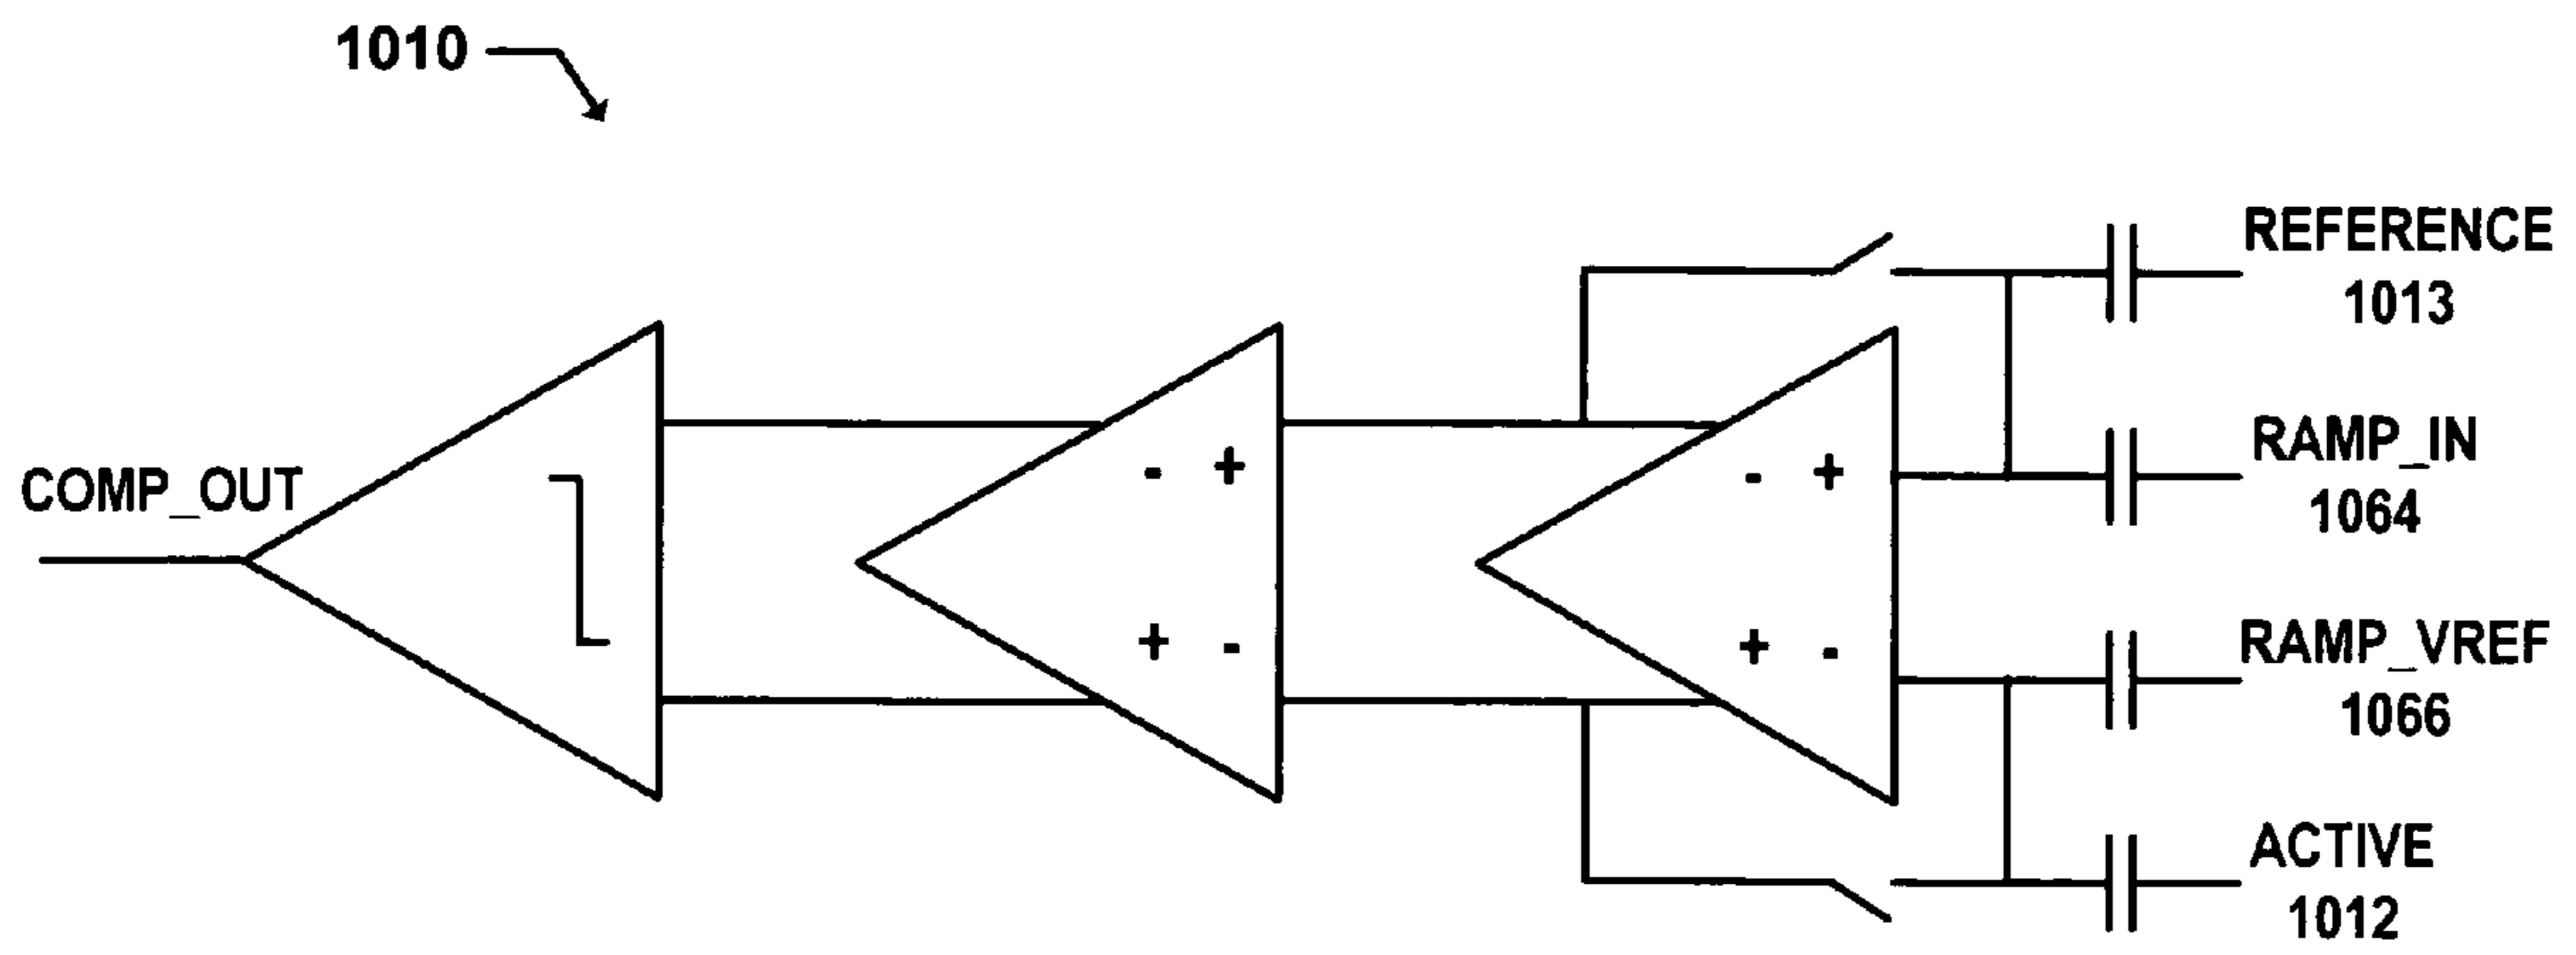 1010
REFERENCE
1013
RAMP_IN
1064
RAMP_VREF
1066
ACTIVE
1012
COMP_OUT
- +
+ -
- +
+ -